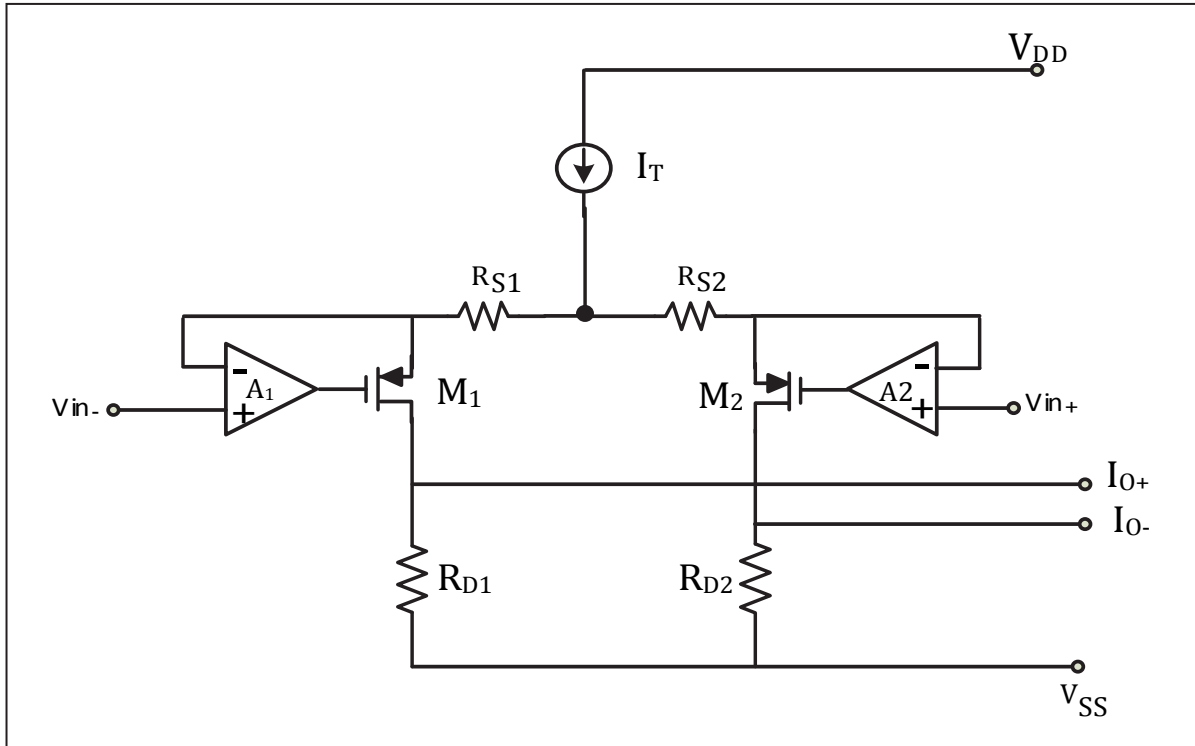 VDD
IT
RS1
RS2
-
A1
+
Vin-
M1
M2
-
A2
+
Vin+
IO+
IO-
RD1
RD2
VSS